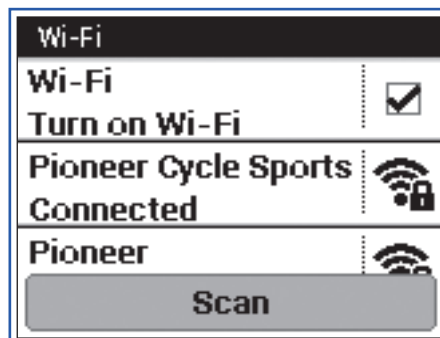 Wi-Fi
Wi-Fi
Turn on Wi-Fi
Pioneer Cycle Sports
Connected
Pioneer
Scan